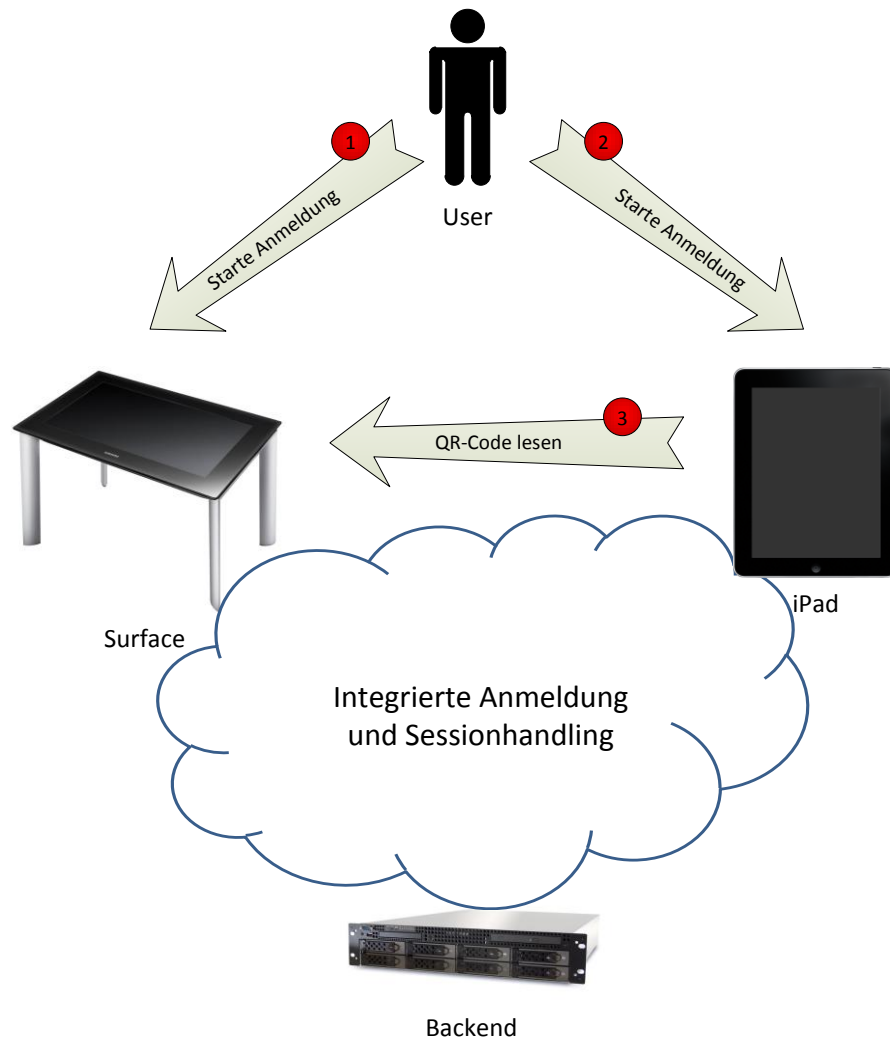 1
2
Starte Anmeldung
Starte Anmeldung
User
3
QR-Code lesen
iPad
Surface
Integrierte Anmeldung
und Sessionhandling
Backend